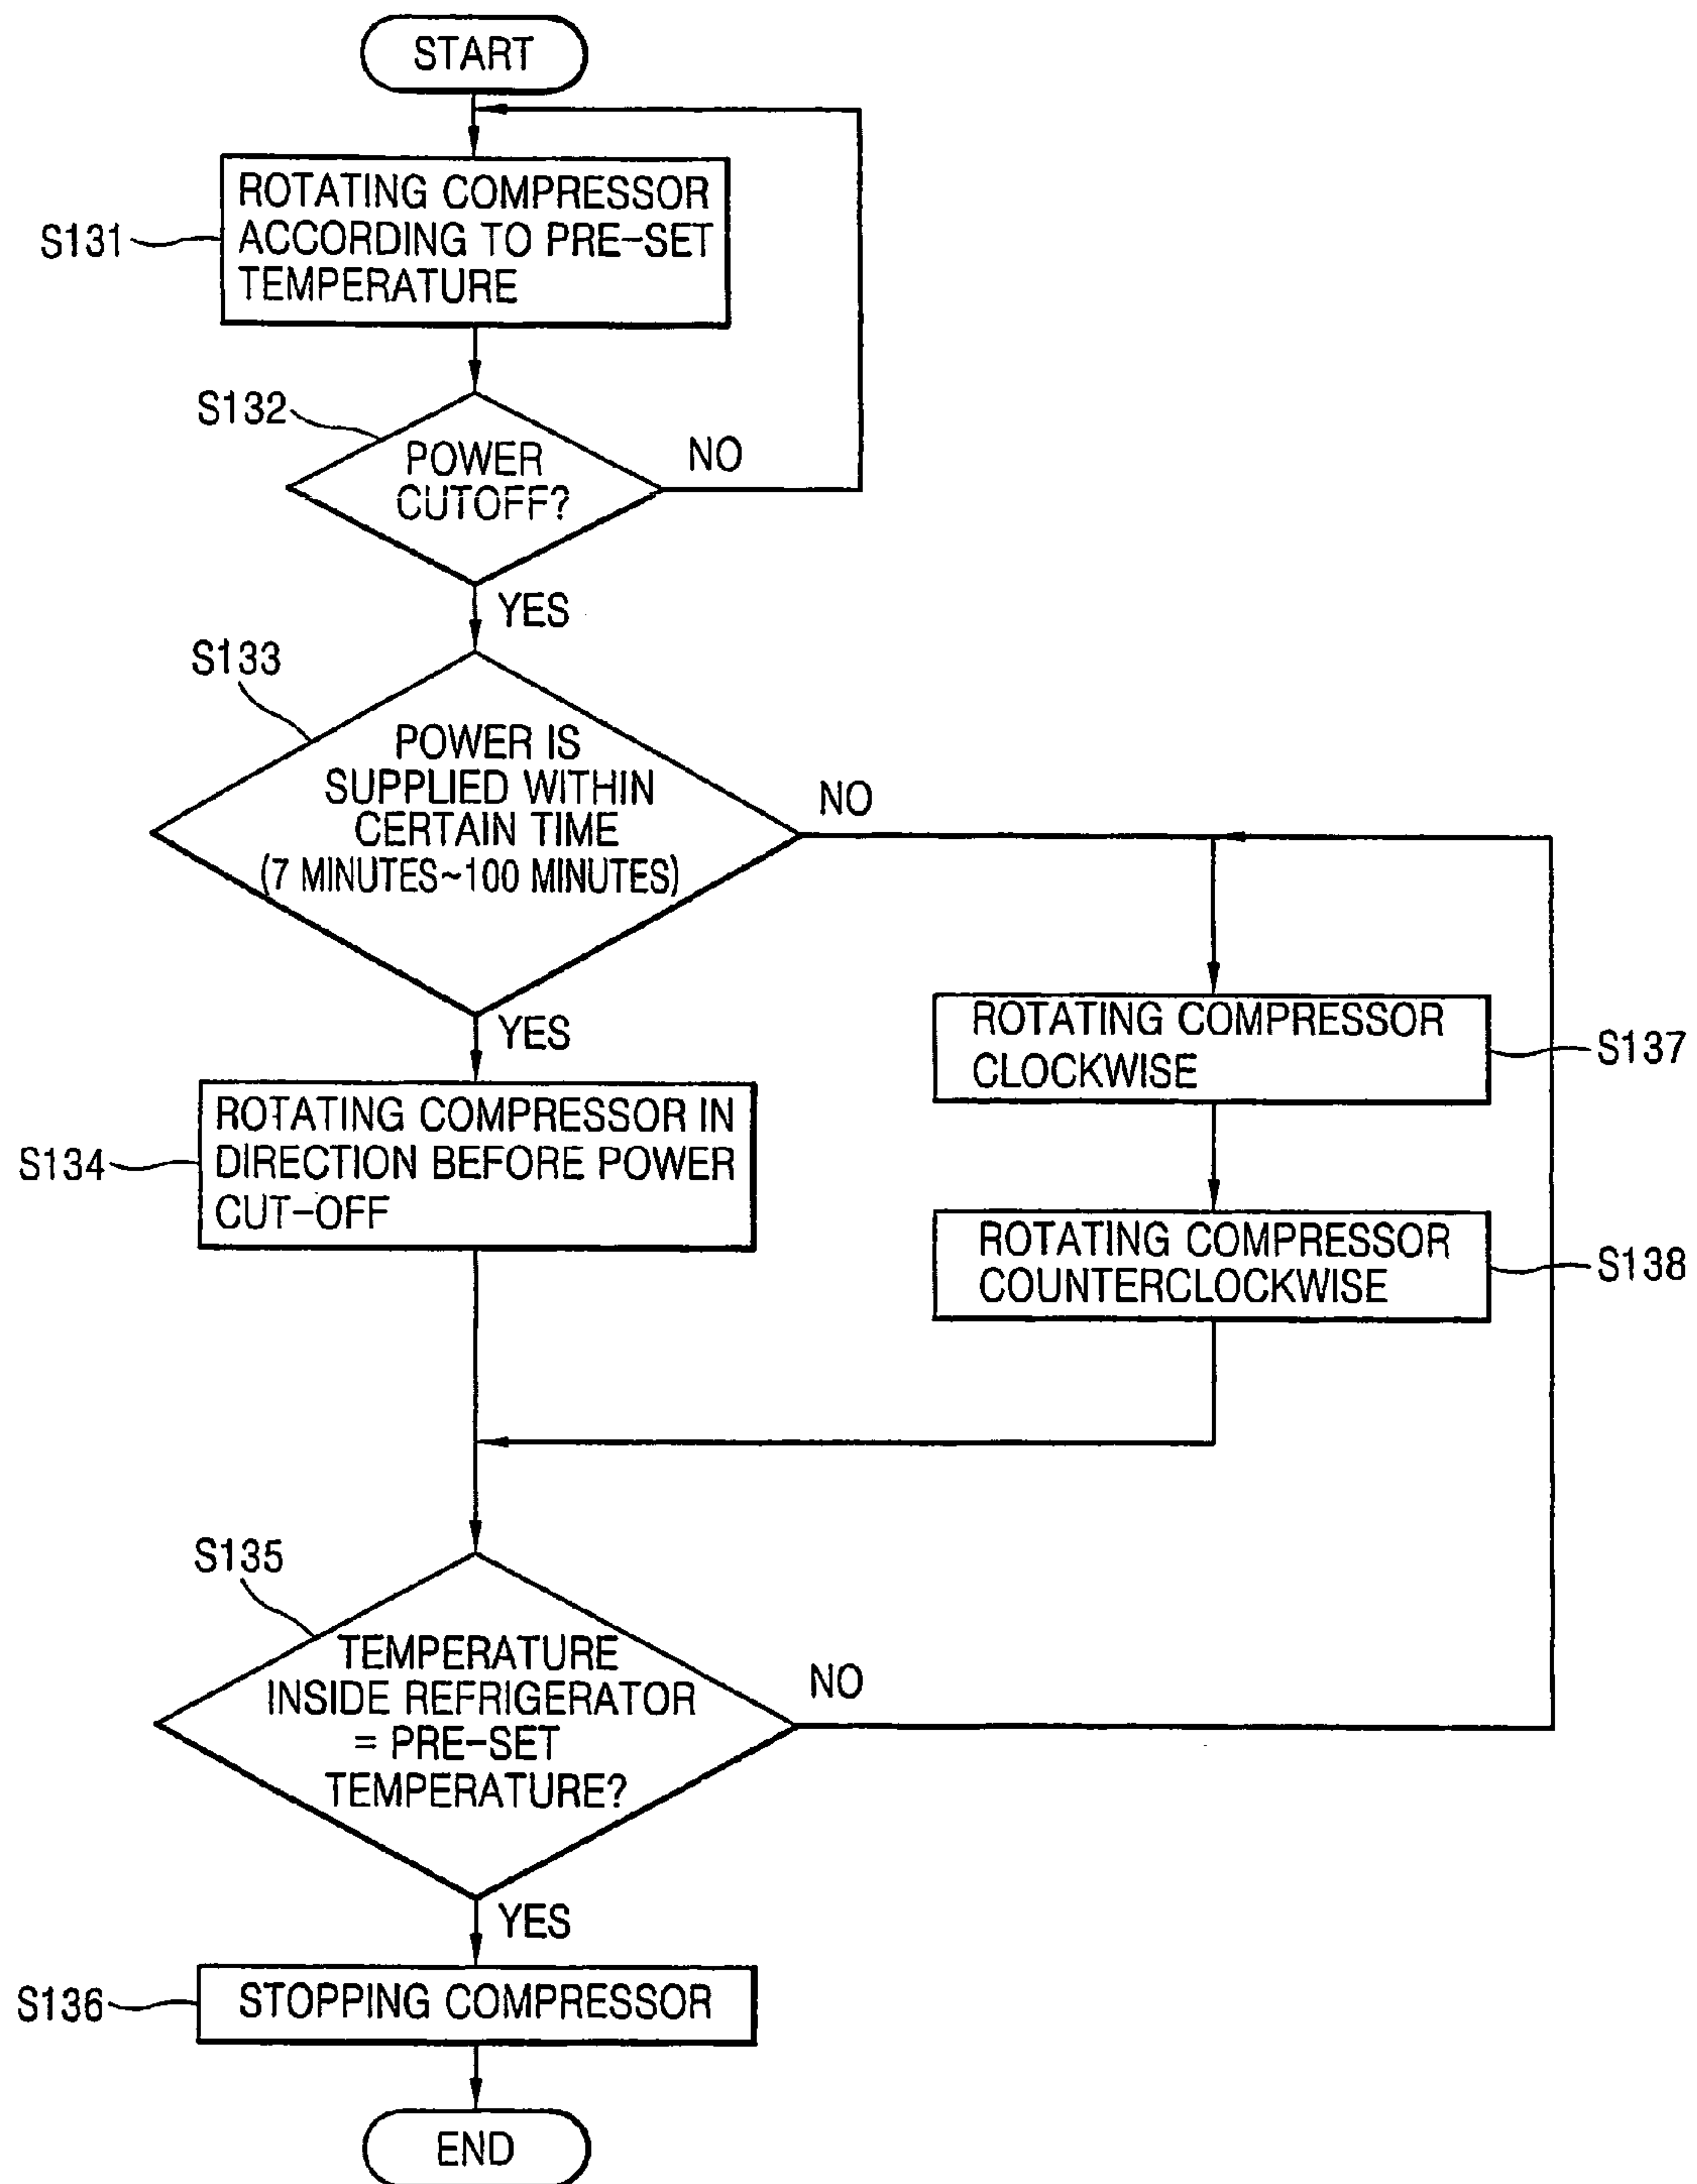 START
ROTATING COMPRESSOR
ACCORDING TO PRE-SET
TEMPERATURE
S131
S132
POWER
CUTOFF?
NO
YES
S133
POWER IS
SUPPLIED WITHIN
CERTAIN TIME
(7 MINUTES~100 MINUTES)
NO
YES
ROTATING COMPRESSOR IN
DIRECTION BEFORE POWER
CUT-OFF
S134
ROTATING COMPRESSOR
CLOCKWISE
S137
ROTATING COMPRESSOR
COUNTERCLOCKWISE
S138
S135
TEMPERATURE
INSIDE REFRIGERATOR
= PRE-SET
TEMPERATURE?
NO
YES
S136
STOPPING COMPRESSOR
END